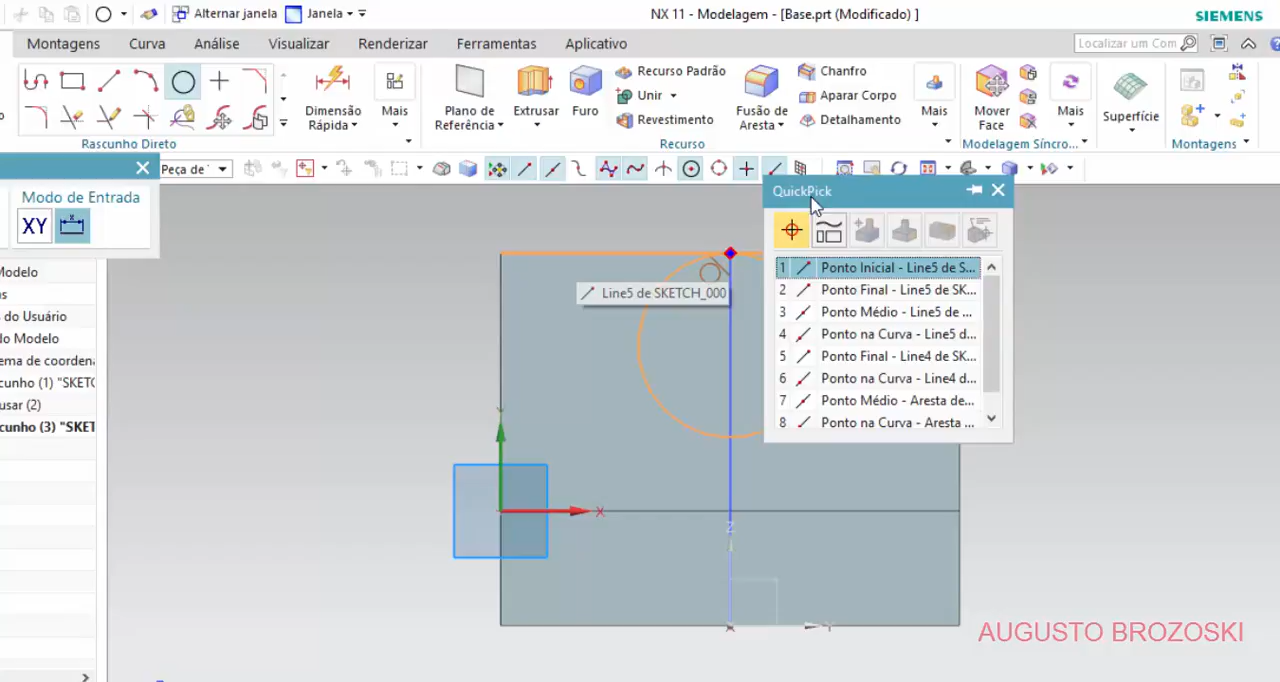 Alternar janela
Janela
NX 11 - Modelagem - [Base.prt (Modificado) ]
SIEMENS
Montagens
Curva
Análise
Visualizar
Renderizar
Ferramentas
Aplicativo
Localizar um Com
Dimensão
Rápida
Mais
Rascunho Direto
Plano de
Referência
Extrusar
Furo
Recurso Padrão
Unir
Revestimento
Fusão de
Aresta
Chanfro
Aparar Corpo
Detalhamento
Mais
Recurso
Mover
Face
Mais
Modelagem Síncro...
Superfície
Montagens
Peça de
Modo de Entrada
XY
QuickPick
1 Ponto Inicial - Line5 de S...
2 Ponto Final - Line5 de SK...
3 Ponto Médio - Line5 de ...
4 Ponto na Curva - Line5 d...
5 Ponto Final - Line4 de SK...
6 Ponto na Curva - Line4 d...
7 Ponto Médio - Aresta de...
8 Ponto na Curva - Aresta ...
Line5 de SKETCH_000
Modelo
s
do Usuário
do Modelo
ema de coordena
cunho (1) "SKETC
usar (2)
cunho (3) "SKET
Y
X
Z
Y
AUGUSTO BROZOSKI